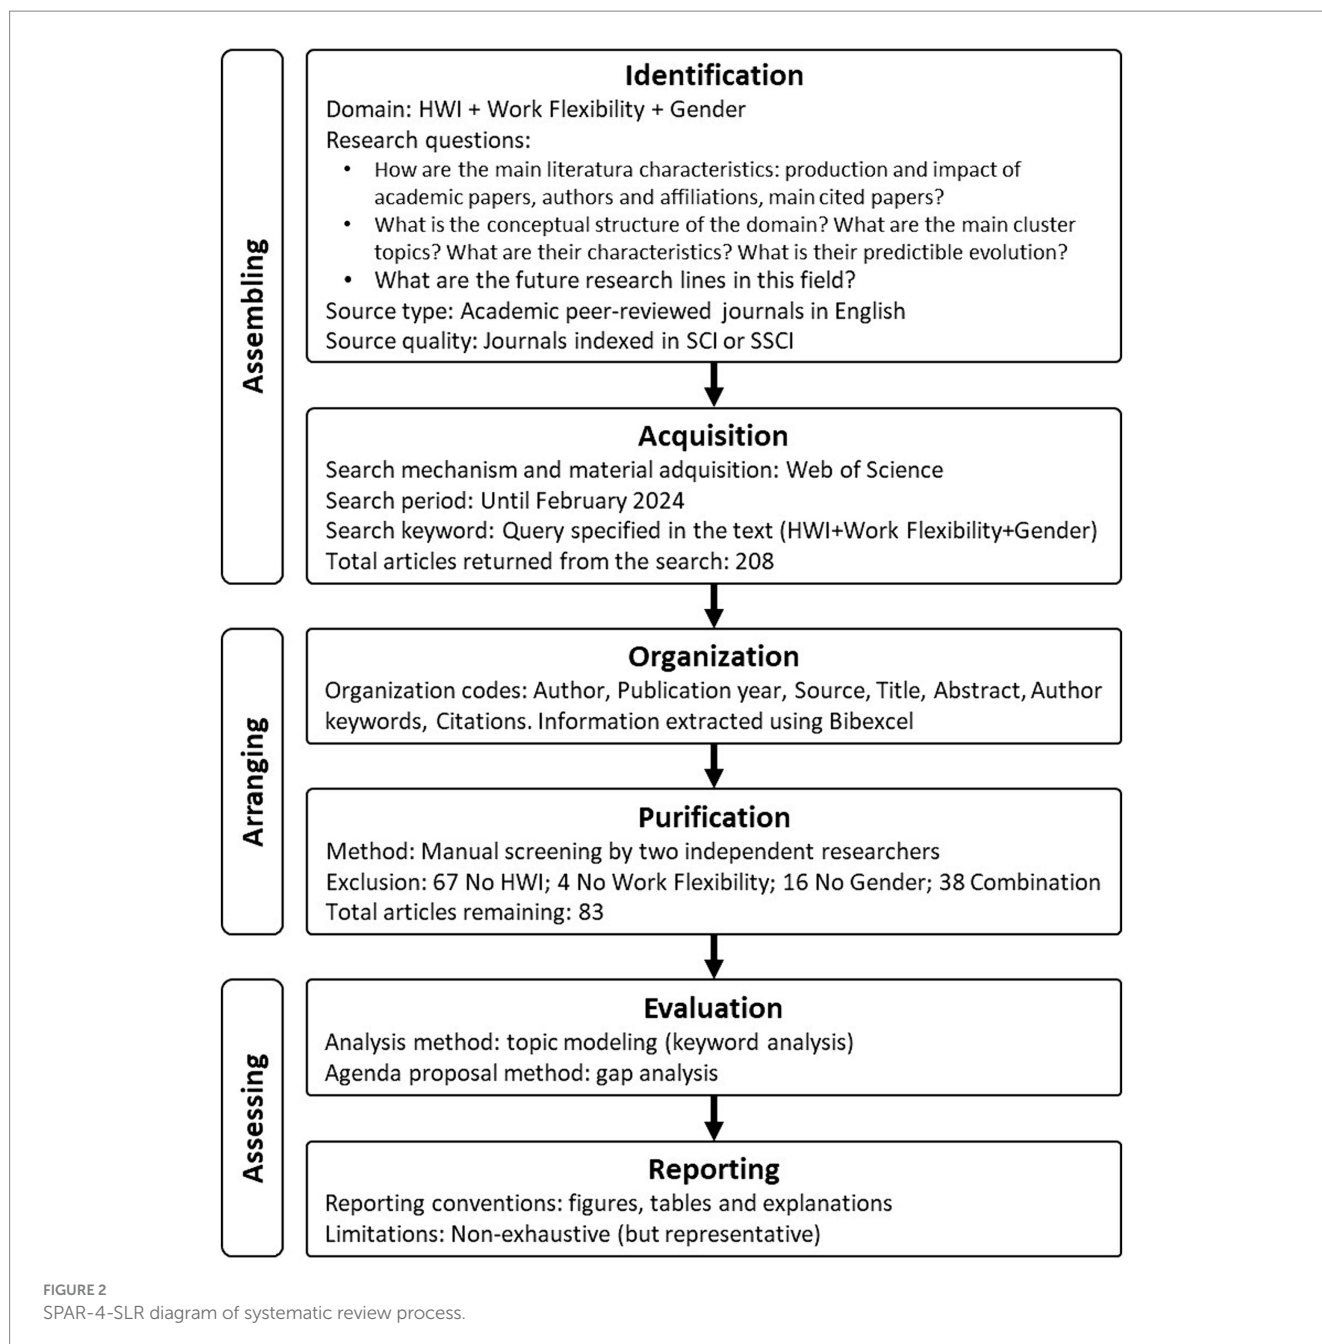 Assembling
Identification
Domain: HWI + Work Flexibility + Gender
Research questions:
• How are the main literatura characteristics: production and impact of
academic papers, authors and affiliations, main cited papers?
• What is the conceptual structure of the domain? What are the main cluster
topics? What are their characteristics? What is their predictible evolution?
• What are the future research lines in this field?
Source type: Academic peer-reviewed journals in English
Source quality: Journals indexed in SCI or SSCI
Acquisition
Search mechanism and material adquisition: Web of Science
Search period: Until February 2024
Search keyword: Query specified in the text (HWI+Work Flexibility+Gender)
Total articles returned from the search: 208
Arranging
Organization
Organization codes: Author, Publication year, Source, Title, Abstract, Author
keywords, Citations. Information extracted using Bibexcel
Purification
Method: Manual screening by two independent researchers
Exclusion: 67 No HWI; 4 No Work Flexibility; 16 No Gender; 38 Combination
Total articles remaining: 83
Assessing
Evaluation
Analysis method: topic modeling (keyword analysis)
Agenda proposal method: gap analysis
Reporting
Reporting conventions: figures, tables and explanations
Limitations: Non-exhaustive (but representative)
FIGURE 2
SPAR-4-SLR diagram of systematic review process.